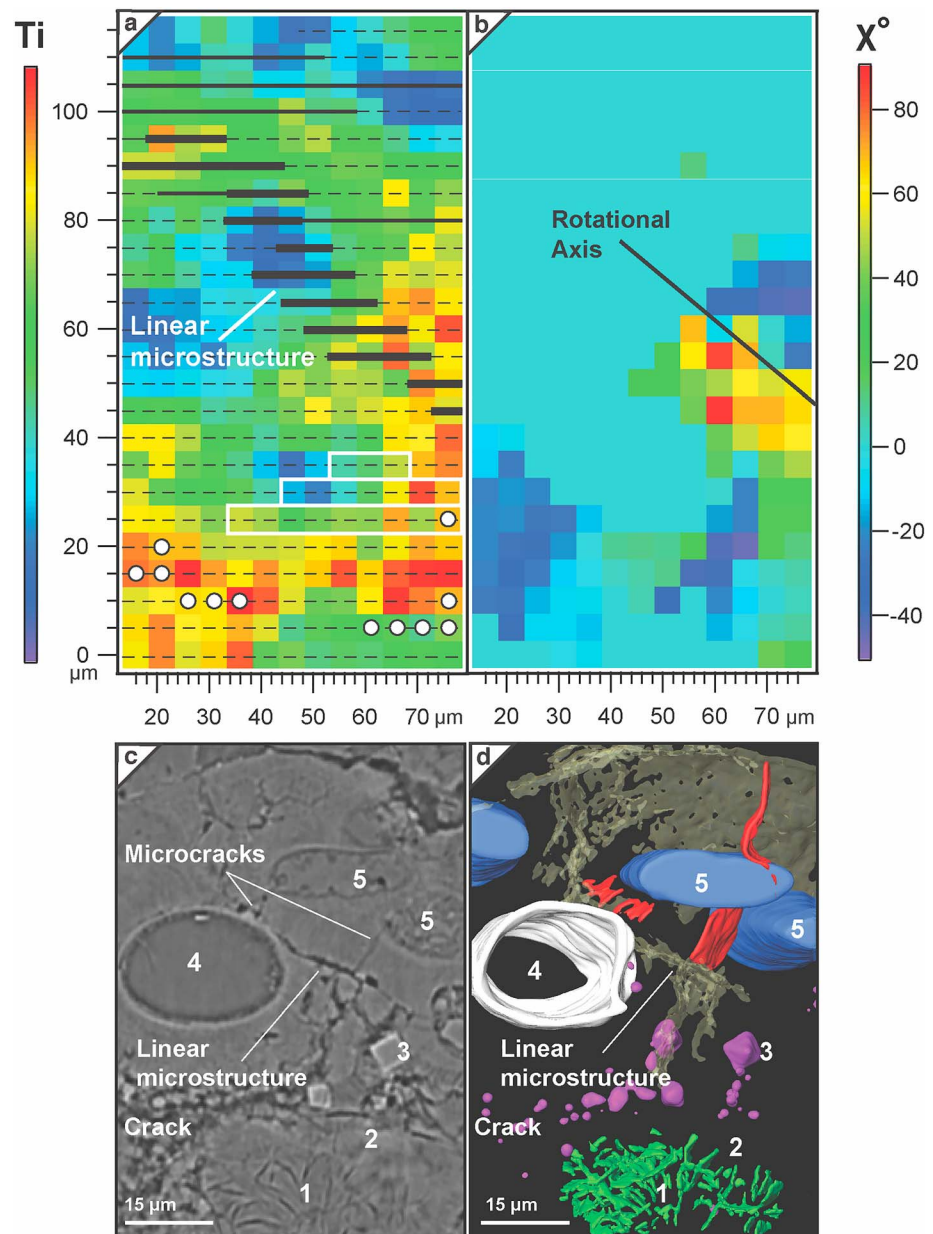 Ti
a
b
χ°
100
80
60
40
20
0
µm
Linear
microstructure
Rotational
Axis
80
60
40
20
0
-20
-40
20 30 40 50 60 70 µm
20 30 40 50 60 70 µm
c
Microcracks
5
5
4
3
Linear
microstructure
Crack
2
1
15 µm
d
5
5
4
3
Linear
microstructure
Crack
2
1
15 µm